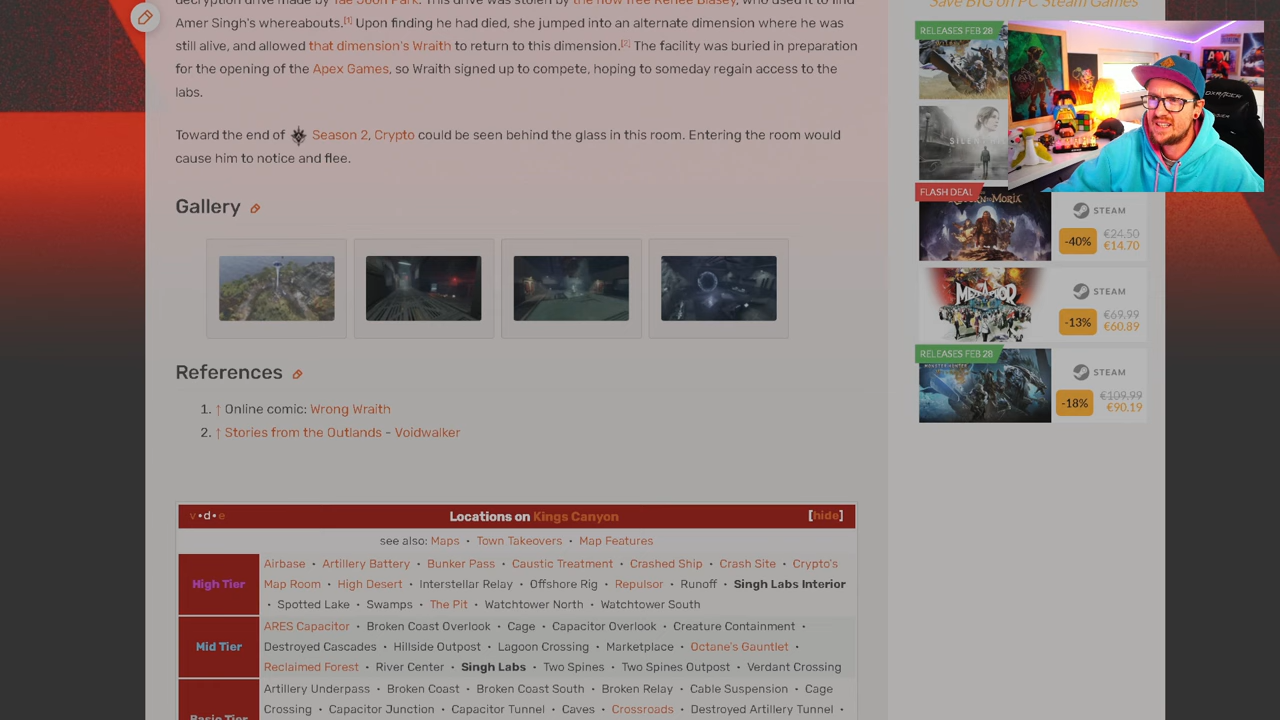 decryption drive made by Tae Joon Park. This drive was stolen by the now free Renee Blasey, who used it to find
Amer Singh's whereabouts.[1] Upon finding he had died, she jumped into an alternate dimension where he was
still alive, and allowed that dimension's Wraith to return to this dimension.[2] The facility was buried in preparation
for the opening of the Apex Games, so Wraith signed up to compete, hoping to someday regain access to the
labs.
Toward the end of Season 2, Crypto could be seen behind the glass in this room. Entering the room would
cause him to notice and flee.
Gallery
References
1. ↑ Online comic: Wrong Wraith
2. ↑ Stories from the Outlands - Voidwalker
v • d • e Locations on Kings Canyon [hide]
see also: Maps • Town Takeovers • Map Features
High Tier
Airbase • Artillery Battery • Bunker Pass • Caustic Treatment • Crashed Ship • Crash Site • Crypto's
Map Room • High Desert • Interstellar Relay • Offshore Rig • Repulsor • Runoff • Singh Labs Interior
• Spotted Lake • Swamps • The Pit • Watchtower North • Watchtower South
Mid Tier
ARES Capacitor • Broken Coast Overlook • Cage • Capacitor Overlook • Creature Containment •
Destroyed Cascades • Hillside Outpost • Lagoon Crossing • Marketplace • Octane's Gauntlet •
Reclaimed Forest • River Center • Singh Labs • Two Spines • Two Spines Outpost • Verdant Crossing
Basic Tier
Artillery Underpass • Broken Coast • Broken Coast South • Broken Relay • Cable Suspension • Cage
Crossing • Capacitor Junction • Capacitor Tunnel • Caves • Crossroads • Destroyed Artillery Tunnel •
Save BIG on PC Steam Games
RELEASES FEB 28
FLASH DEAL
RETURN TO MORIA
STEAM
-40%
€24.50
€14.70
METAPHOR
STEAM
-13%
€69.99
€60.89
RELEASES FEB 28
MONSTER HUNTER
STEAM
-18%
€109.99
€90.19
DXRACER